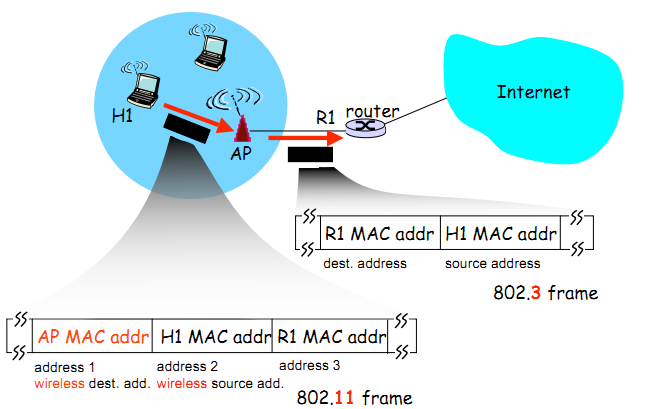 Internet
R1 router
H1
AP
R1 MAC addr H1 MAC addr
dest. address source address
802.3 frame
AP MAC addr H1 MAC addr R1 MAC addr
address 1 address 2 address 3
wireless dest. add. wireless source add.
802.11 frame